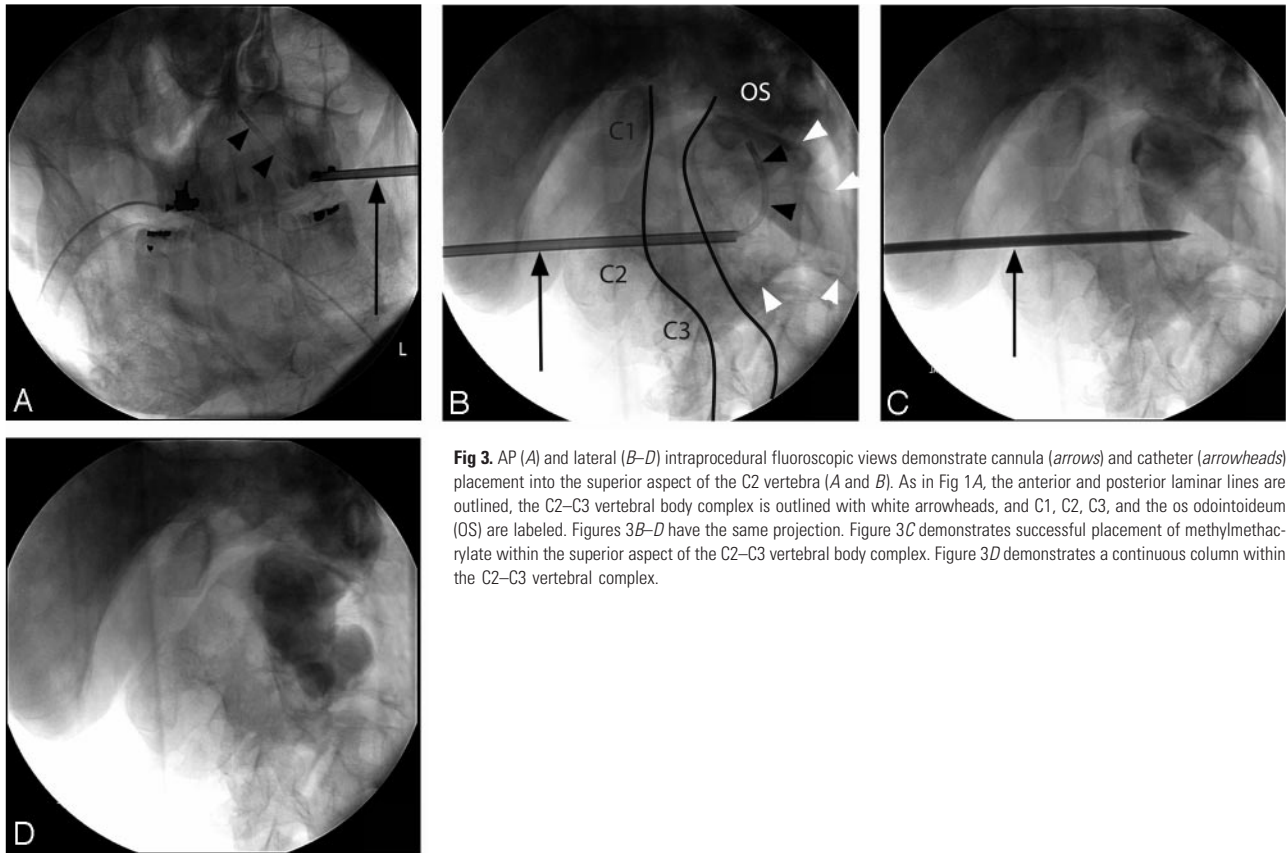 A
L
B
C1
C2
C3
OS
C
D
Fig 3. AP (A) and lateral (B–D) intraprocedural fluoroscopic views demonstrate cannula (arrows) and catheter (arrowheads)
placement into the superior aspect of the C2 vertebra (A and B). As in Fig 1A, the anterior and posterior laminar lines are
outlined, the C2–C3 vertebral body complex is outlined with white arrowheads, and C1, C2, C3, and the os odointoideum
(OS) are labeled. Figures 3B–D have the same projection. Figure 3C demonstrates successful placement of methylmethac-
rylate within the superior aspect of the C2–C3 vertebral body complex. Figure 3D demonstrates a continuous column within
the C2–C3 vertebral complex.